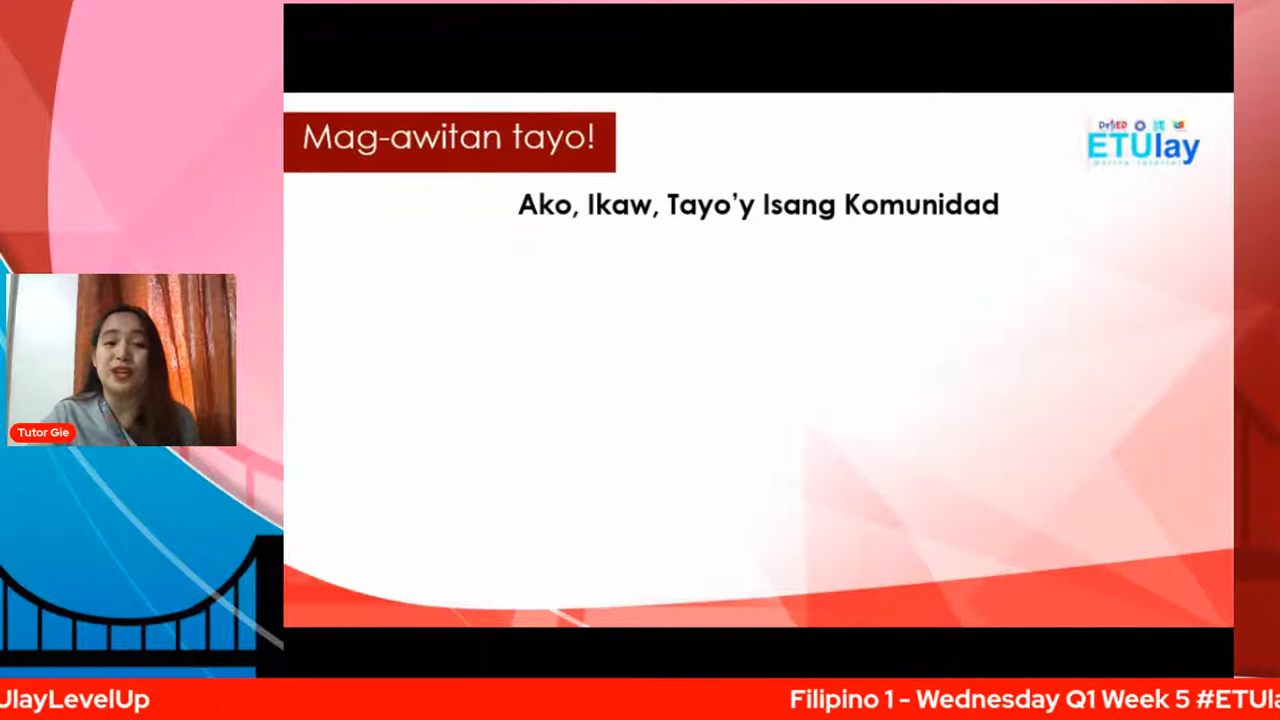 Mag-awitan tayo!
DepED
ETUlay
Ako, Ikaw, Tayo'y Isang Komunidad
Tutor Gie
UlayLevelUp
Filipino 1 - Wednesday Q1 Week 5 #ETUla